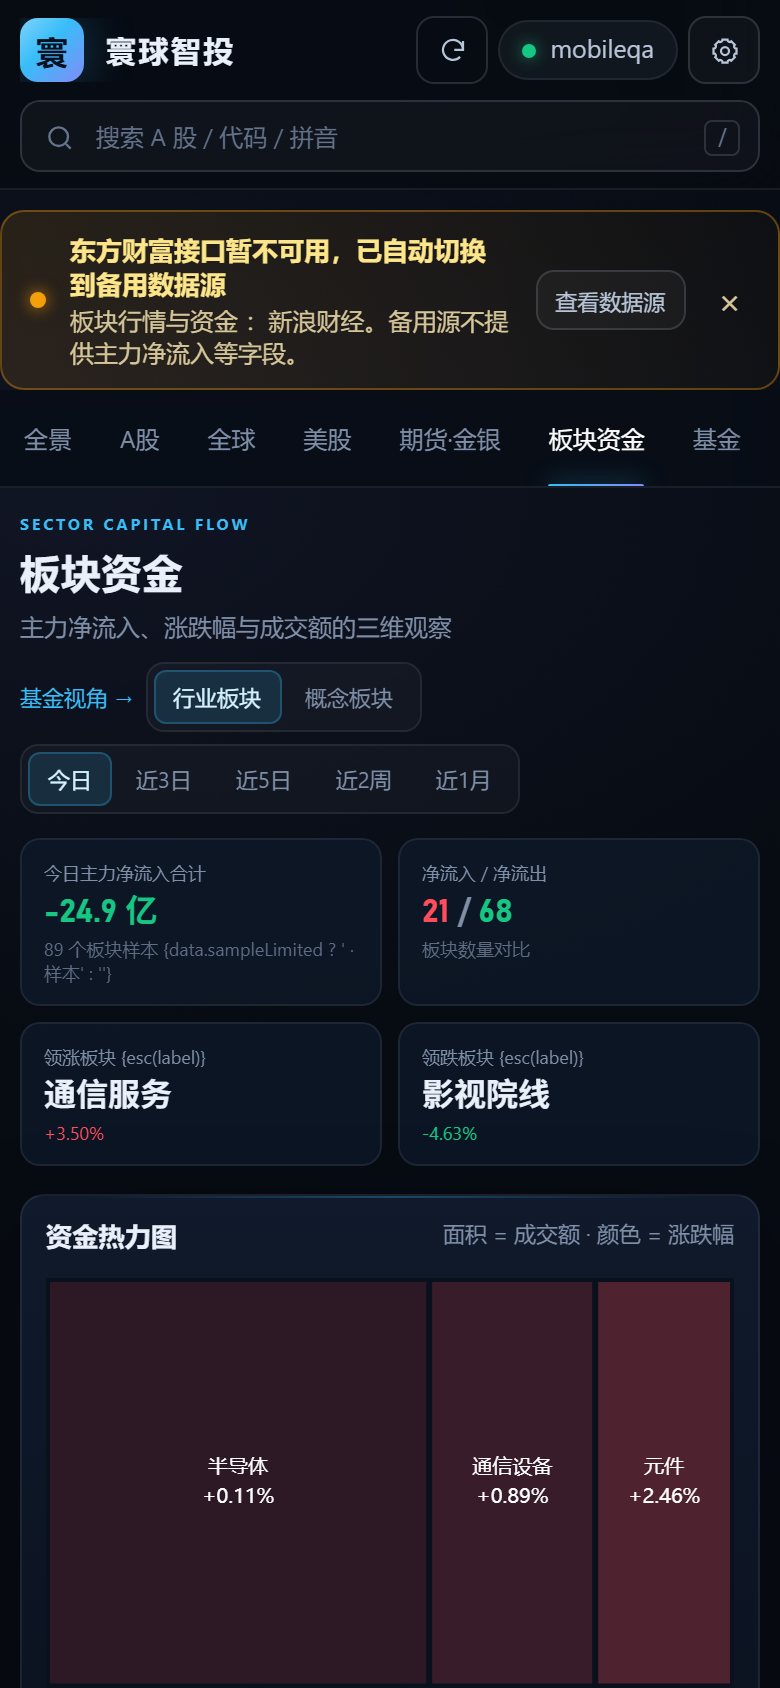 寰 寰球智投 mobileqa
搜索 A 股 / 代码 / 拼音 /
东方财富接口暂不可用，已自动切换
到备用数据源
板块行情与资金 ：新浪财经。备用源不提
供主力净流入等字段。
查看数据源 ×
全景 A股 全球 美股 期货·金银 板块资金 基金
SECTOR CAPITAL FLOW
板块资金
主力净流入、涨跌幅与成交额的三维观察
基金视角 → 行业板块 概念板块
今日 近3日 近5日 近2周 近1月
今日主力净流入合计
-24.9 亿
89 个板块样本 {data.sampleLimited ? ' ·
样本' : ''}
净流入 / 净流出
21 / 68
板块数量对比
领涨板块 {esc(label)}
通信服务
+3.50%
领跌板块 {esc(label)}
影视院线
-4.63%
资金热力图 面积 = 成交额 · 颜色 = 涨跌幅
半导体
+0.11%
通信设备
+0.89%
元件
+2.46%